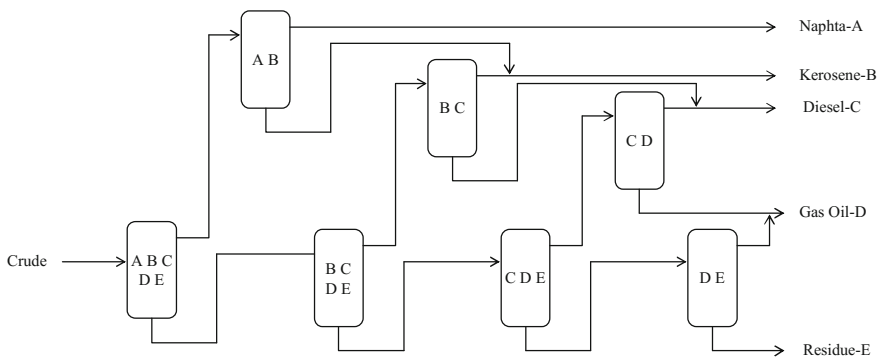 Naphta-A
A B
Kerosene-B
B C
Diesel-C
C D
Gas Oil-D
Crude
A B C
D E
B C
D E
C D E
D E
Residue-E